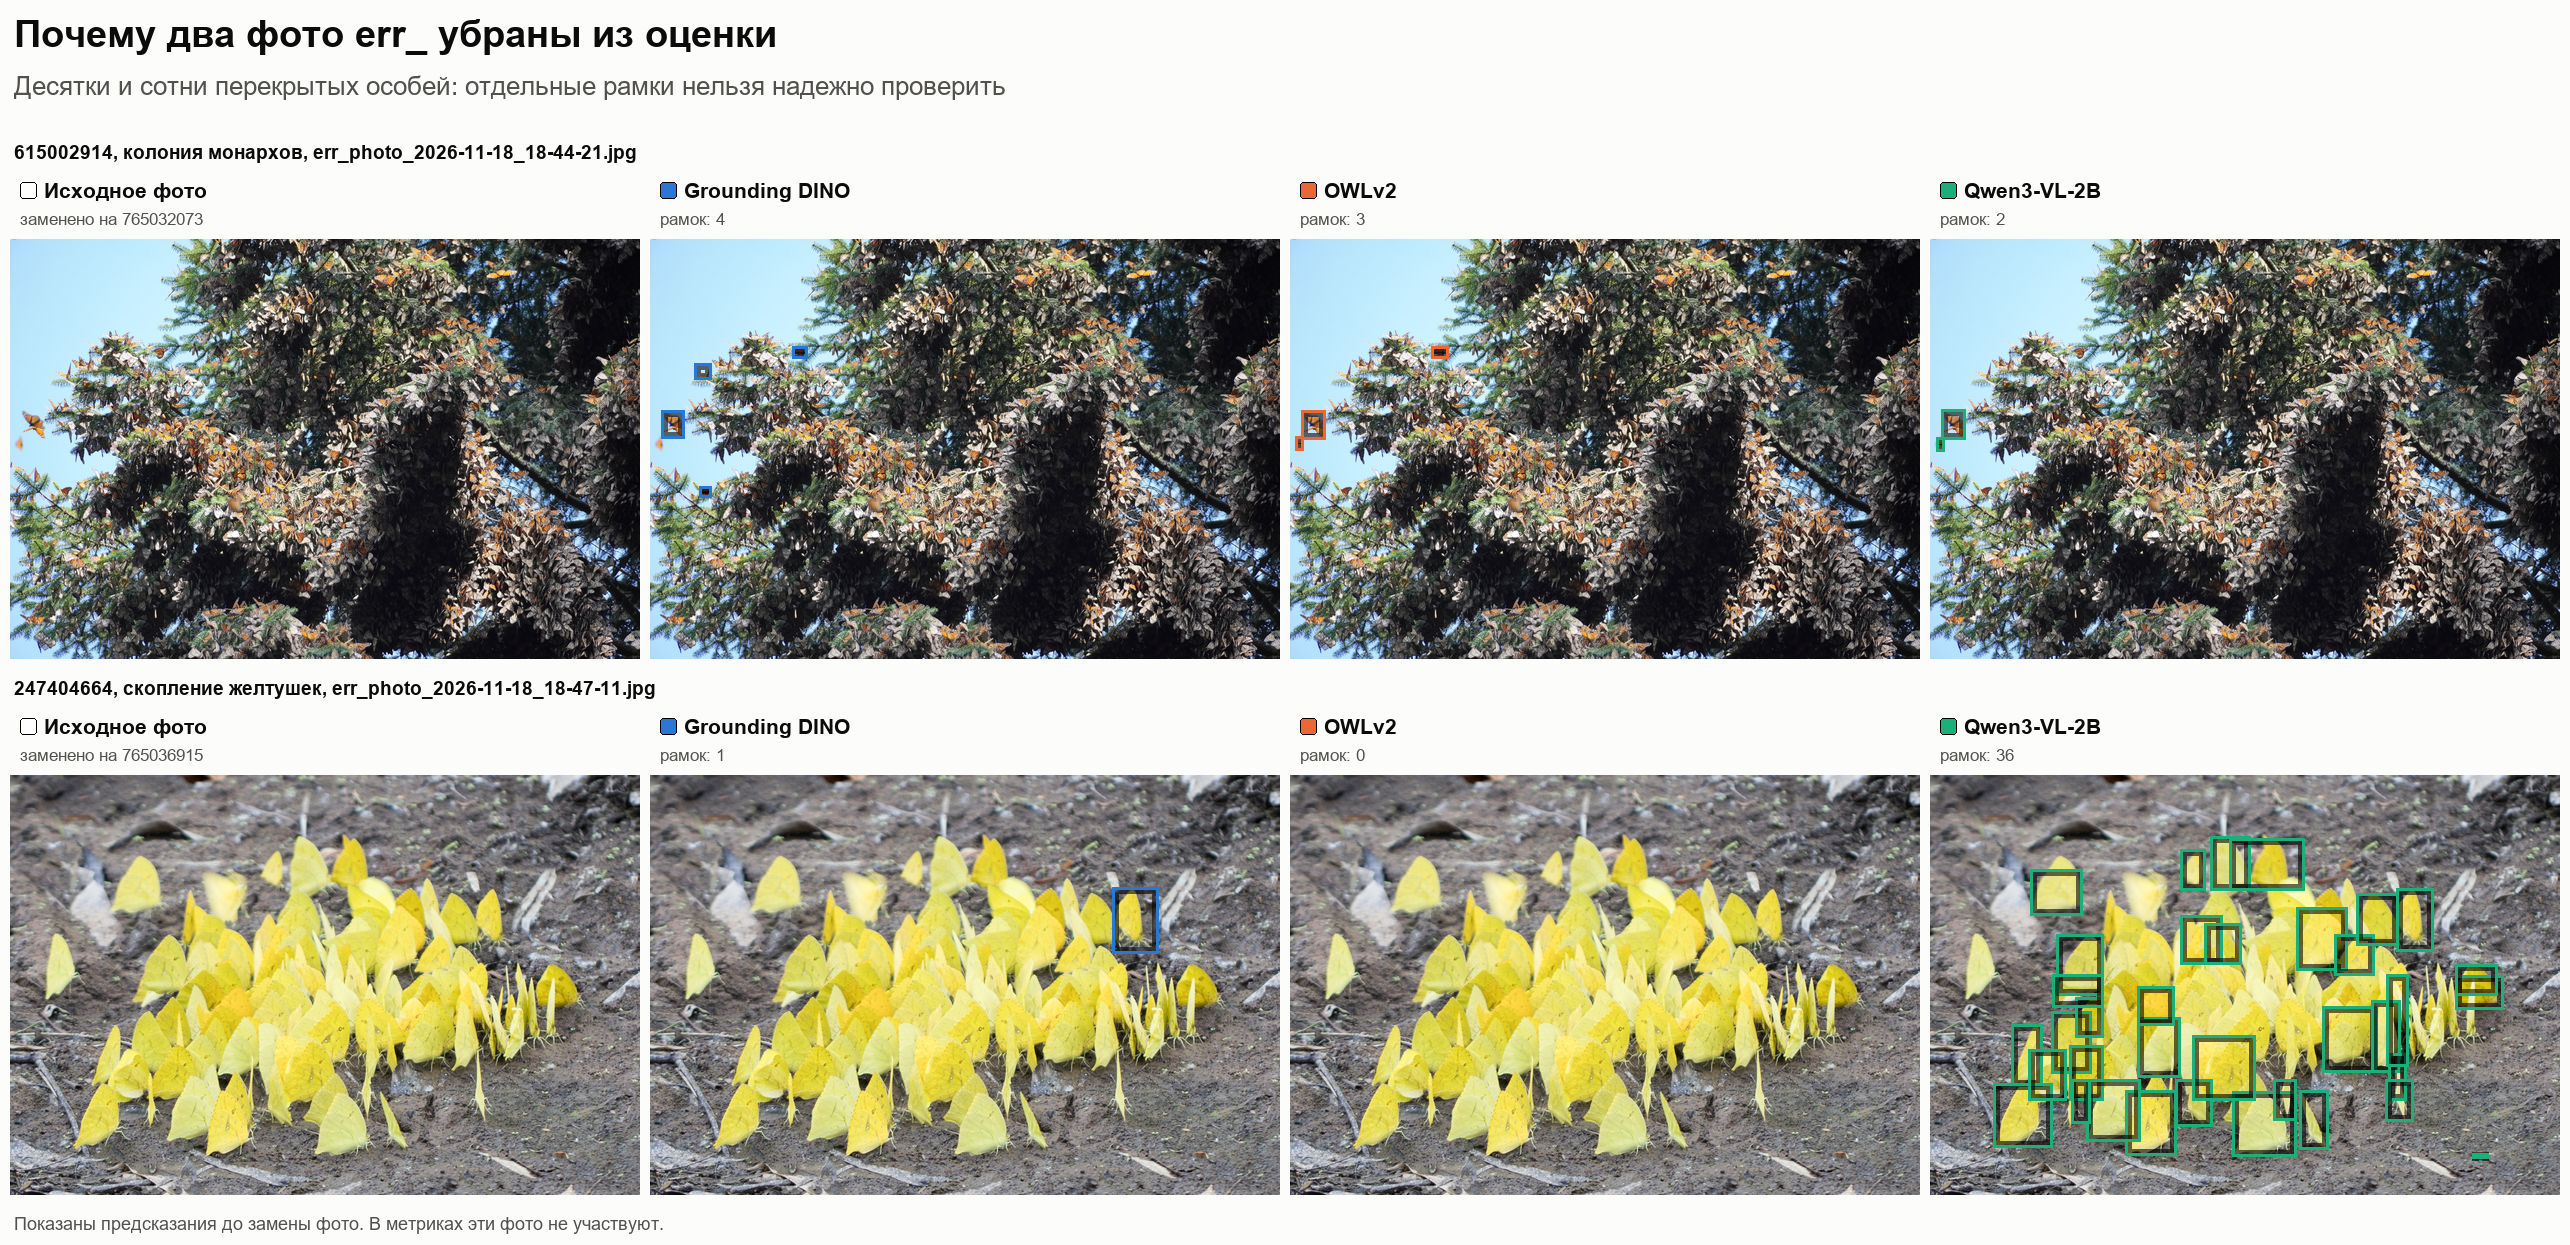 Почему два фото err_ убраны из оценки
Десятки и сотни перекрытых особей: отдельные рамки нельзя надежно проверить
615002914, колония монархов, err_photo_2026-11-18_18-44-21.jpg
Исходное фото
заменено на 765032073
Grounding DINO
рамок: 4
OWLv2
рамок: 3
Qwen3-VL-2B
рамок: 2
247404664, скопление желтушек, err_photo_2026-11-18_18-47-11.jpg
Исходное фото
заменено на 765036915
Grounding DINO
рамок: 1
OWLv2
рамок: 0
Qwen3-VL-2B
рамок: 36
Показаны предсказания до замены фото. В метриках эти фото не участвуют.